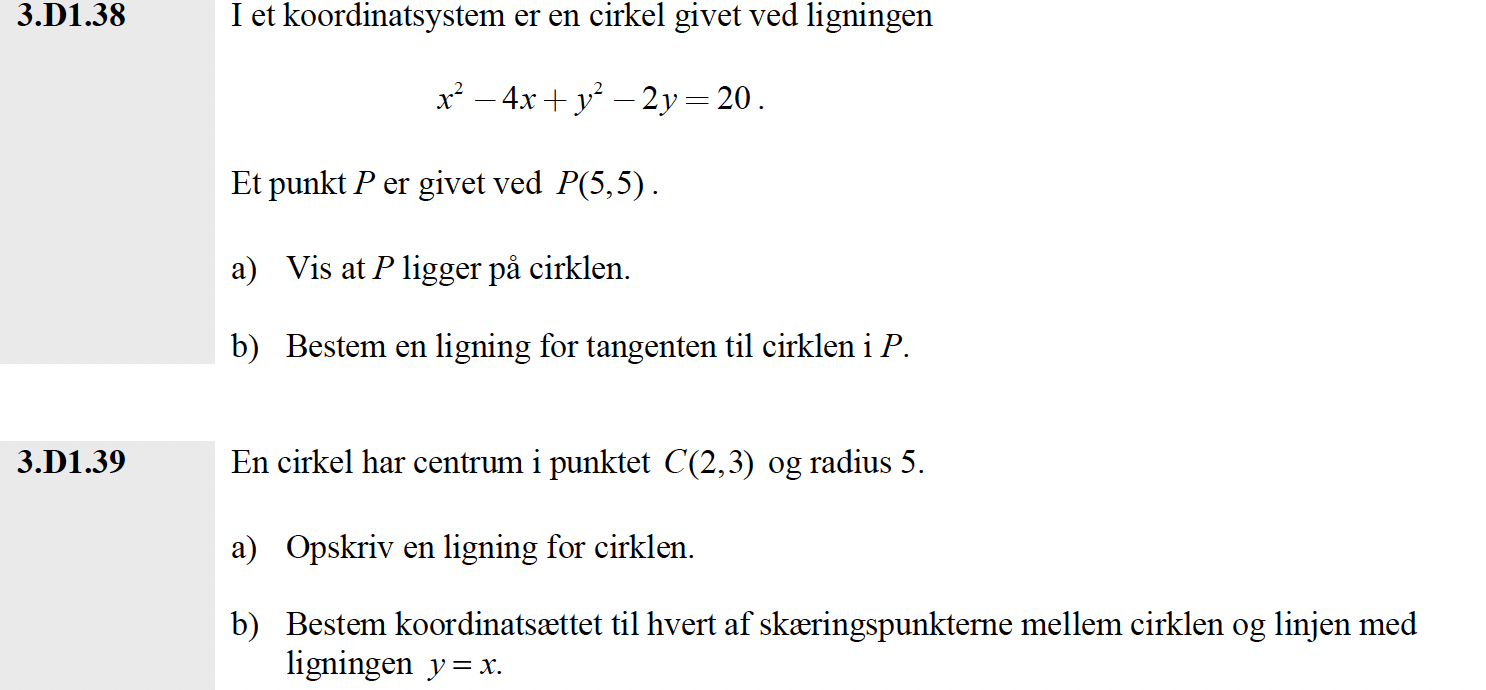 3.D1.38 I et koordinatsystem er en cirkel givet ved ligningen
x² − 4x + y² − 2y = 20 .
Et punkt P er givet ved P(5,5) .
a) Vis at P ligger på cirklen.
b) Bestem en ligning for tangenten til cirklen i P.
3.D1.39 En cirkel har centrum i punktet C(2,3) og radius 5.
a) Opskriv en ligning for cirklen.
b) Bestem koordinatsættet til hvert af skæringspunkterne mellem cirklen og linjen med
ligningen y = x.